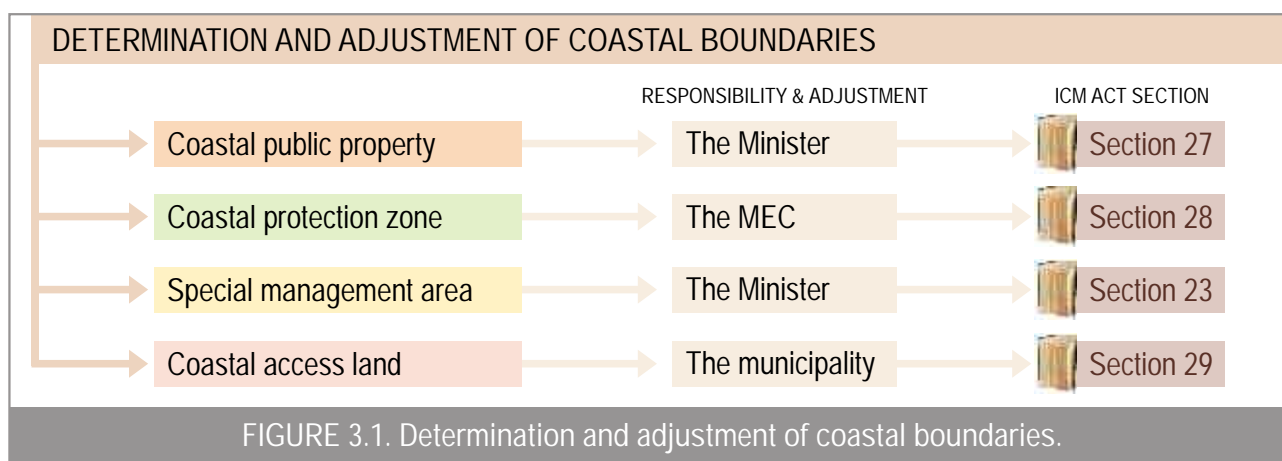 DETERMINATION AND ADJUSTMENT OF COASTAL BOUNDARIES
RESPONSIBILITY & ADJUSTMENT ICM ACT SECTION
Coastal public property The Minister Section 27
Coastal protection zone The MEC Section 28
Special management area The Minister Section 23
Coastal access land The municipality Section 29
FIGURE 3.1. Determination and adjustment of coastal boundaries.